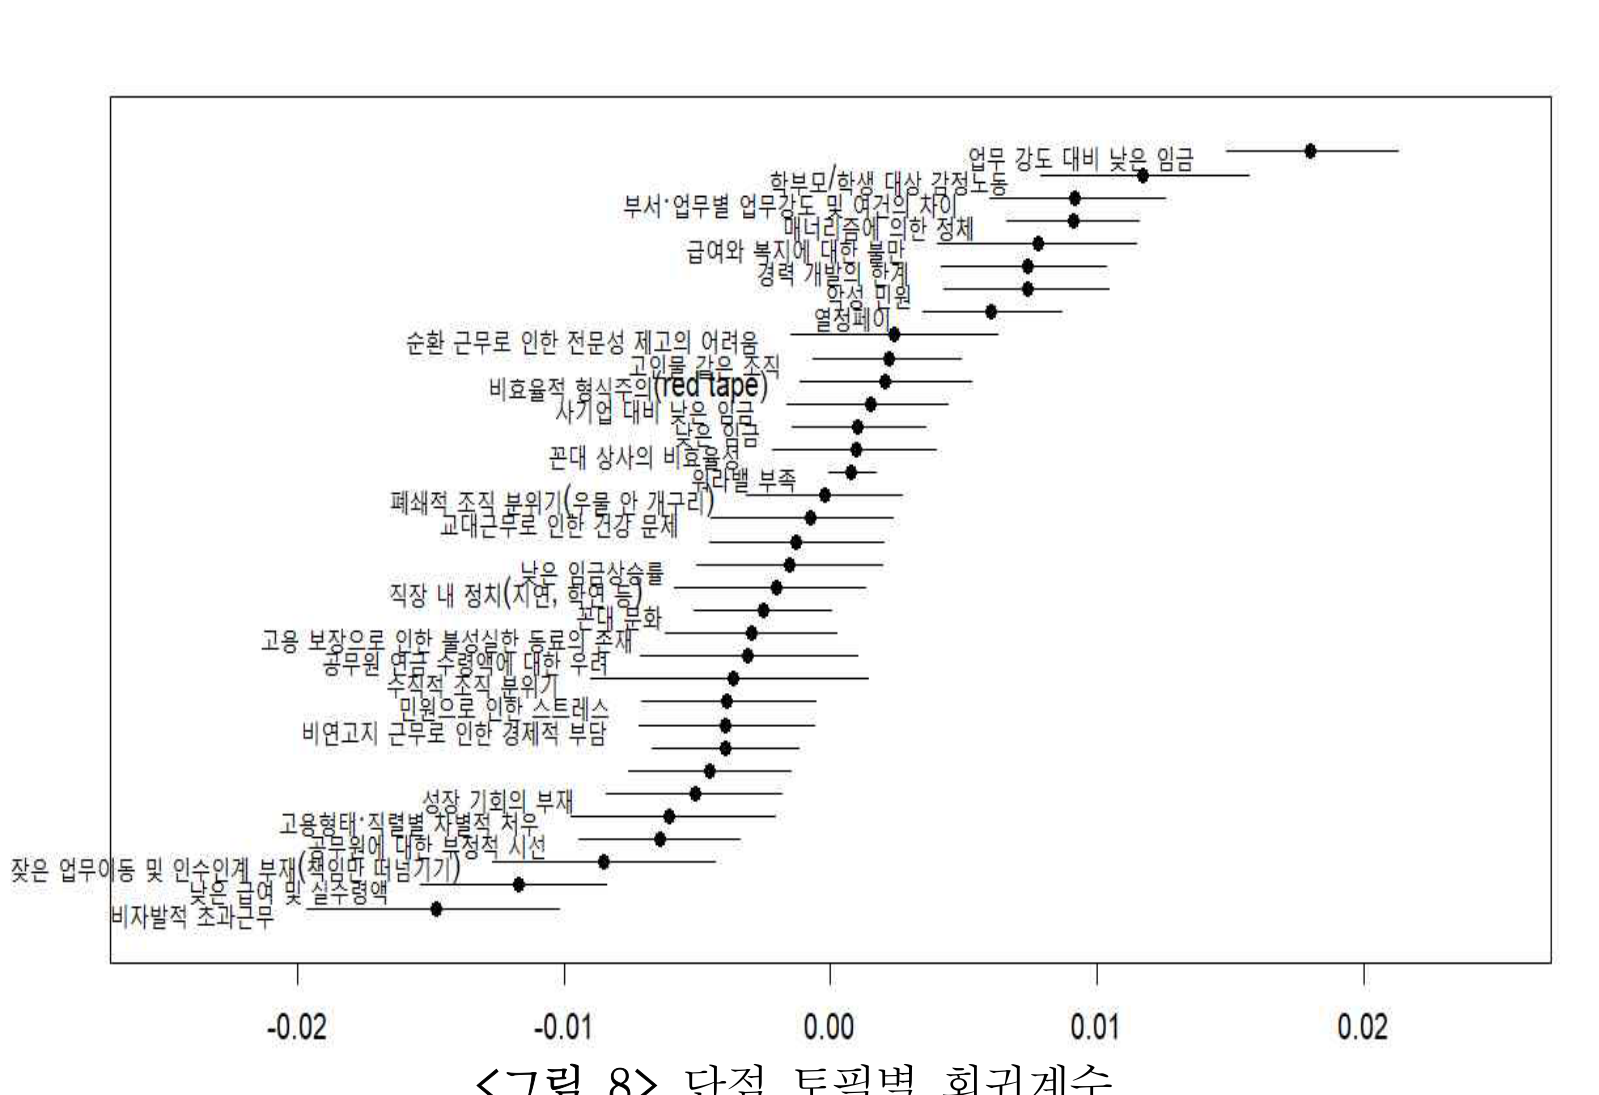 업무 강도 대비 낮은 임금
학부모/학생 대상 감정노동
부서·업무별 업무강도 및 여건의 차이
매너리즘에 의한 정체
급여와 복지에 대한 불만
경력 개발의 한계
악성 민원
열정페이
순환 근무로 인한 전문성 제고의 어려움
고인물 같은 조직
비효율적 형식주의(red tape)
사기업 대비 낮은 임금
낮은 임금
꼰대 상사의 비효율성
워라밸 부족
폐쇄적 조직 분위기(우물 안 개구리)
교대근무로 인한 건강 문제
낮은 임금상승률
직장 내 정치(지연, 학연 등)
꼰대 문화
고용 보장으로 인한 불성실한 동료의 존재
공무원 연금 수령액에 대한 우려
수직적 조직 분위기
민원으로 인한 스트레스
비연고지 근무로 인한 경제적 부담
성장 기회의 부재
고용형태·직렬별 차별적 처우
공무원에 대한 부정적 시선
잦은 업무이동 및 인수인계 부재(책임만 떠넘기기)
낮은 급여 및 실수령액
비자발적 초과근무
-0.02 -0.01 0.00 0.01 0.02
<그림 8> 단점 토픽별 회귀계수